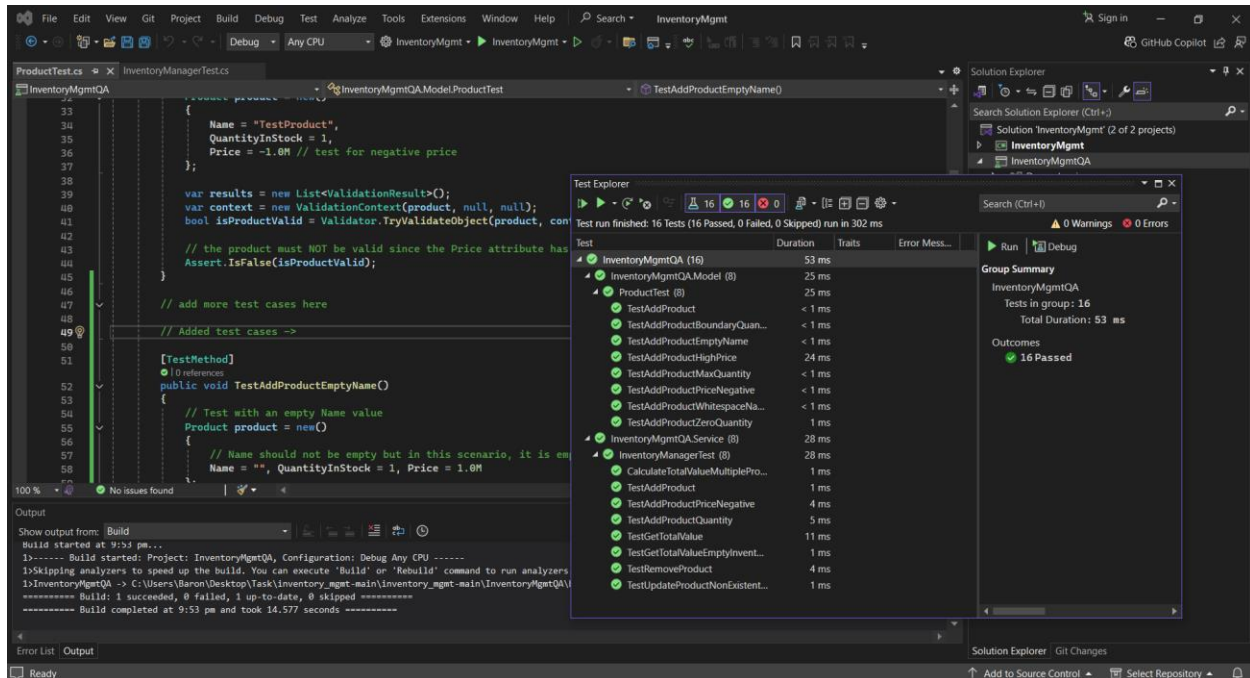 File Edit View Git Project Build Debug Test Analyze Tools Extensions Window Help Search InventoryMgmt Sign in
Debug Any CPU InventoryMgmt InventoryMgmt GitHub Copilot
ProductTest.cs InventoryManagerTest.cs
InventoryMgmtQA InventoryMgmtQA.Model.ProductTest TestAddProductEmptyName()
33 {
34 Name = "TestProduct",
35 QuantityInStock = 1,
36 Price = -1.0M // test for negative price
37 };
38
39 var results = new List<ValidationResult>();
40 var context = new ValidationContext(product, null, null);
41 bool isProductValid = Validator.TryValidateObject(product, con
42
43 // the product must NOT be valid since the Price attribute has
44 Assert.IsFalse(isProductValid);
45 }
46
47 // add more test cases here
48
49 // Added test cases ->
50
51 [TestMethod]
0 references
52 public void TestAddProductEmptyName()
53 {
54 // Test with an empty Name value
55 Product product = new()
56 {
57 // Name should not be empty but in this scenario, it is em
58 Name = "", QuantityInStock = 1, Price = 1.0M
100 % No issues found
Output
Show output from: Build
Build started at 9:53 pm...
1>------ Build started: Project: InventoryMgmtQA, Configuration: Debug Any CPU ------
1>Skipping analyzers to speed up the build. You can execute 'Build' or 'Rebuild' command to run analyzers
1>InventoryMgmtQA -> C:\Users\Baron\Desktop\Task\inventory_mgmt-main\inventory_mgmt-main\InventoryMgmtQA\
========== Build: 1 succeeded, 0 failed, 1 up-to-date, 0 skipped ==========
========== Build completed at 9:53 pm and took 14.577 seconds ==========
Error List Output
Ready
Test Explorer
16 16 0
Search (Ctrl+I)
Test run finished: 16 Tests (16 Passed, 0 Failed, 0 Skipped) run in 302 ms
0 Warnings 0 Errors
Test Duration Traits Error Mess...
InventoryMgmtQA (16) 53 ms
InventoryMgmtQA.Model (8) 25 ms
ProductTest (8) 25 ms
TestAddProduct < 1 ms
TestAddProductBoundaryQuan... < 1 ms
TestAddProductEmptyName < 1 ms
TestAddProductHighPrice 24 ms
TestAddProductMaxQuantity < 1 ms
TestAddProductPriceNegative < 1 ms
TestAddProductWhitespaceNa... < 1 ms
TestAddProductZeroQuantity 1 ms
InventoryMgmtQA.Service (8) 28 ms
InventoryManagerTest (8) 28 ms
CalculateTotalValueMultiplePro... 1 ms
TestAddProduct 1 ms
TestAddProductPriceNegative 4 ms
TestAddProductQuantity 5 ms
TestGetTotalValue 11 ms
TestGetTotalValueEmptyInvent... 1 ms
TestRemoveProduct 4 ms
TestUpdateProductNonExistent... 1 ms
Run Debug
Group Summary
InventoryMgmtQA
Tests in group: 16
Total Duration: 53 ms
Outcomes
16 Passed
Solution Explorer
Search Solution Explorer (Ctrl+;)
Solution 'InventoryMgmt' (2 of 2 projects)
InventoryMgmt
InventoryMgmtQA
Solution Explorer Git Changes
Add to Source Control Select Repository